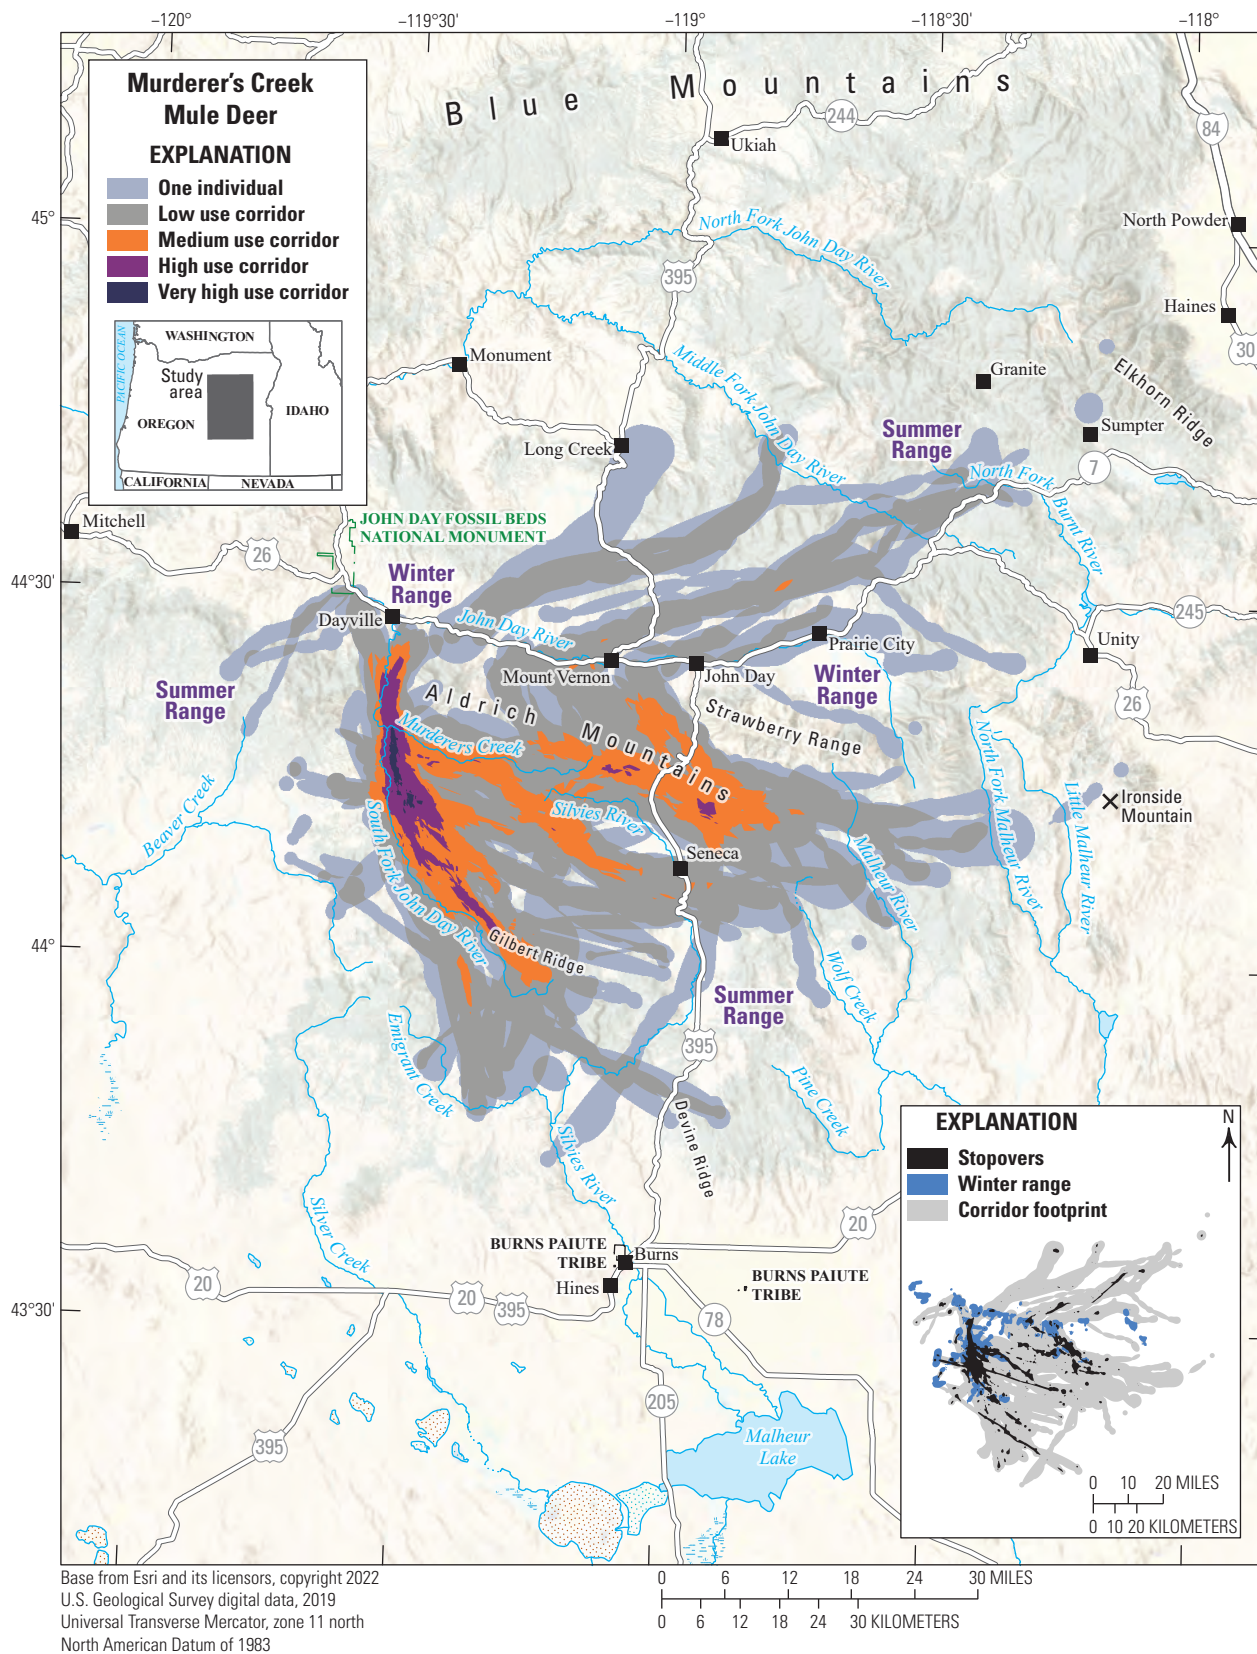 −120°
−119°30'
−119°
−118°30'
−118°
Murderer's Creek
Mule Deer
EXPLANATION
One individual
Low use corridor
Medium use corridor
High use corridor
Very high use corridor
PACIFIC OCEAN
WASHINGTON
Study
area
OREGON
IDAHO
CALIFORNIA
NEVADA
Blue Mountains
244
84
Ukiah
45°
North Powder
North Fork John Day River
395
Haines
30
Monument
Middle Fork John Day River
Granite
Elkhorn Ridge
Sumpter
Summer
Range
Long Creek
7
North Fork Burnt River
Mitchell
JOHN DAY FOSSIL BEDS
NATIONAL MONUMENT
26
44°30'
Winter
Range
Dayville
John Day River
245
Unity
Prairie City
Mount Vernon
John Day
Winter
Range
Summer
Range
26
Aldrich Mountains
Strawberry Range
Murderers Creek
Beaver Creek
Silvies River
South Fork John Day River
North Fork Malheur River
Little Malheur River
Ironside
Mountain
Malheur River
Seneca
44°
Gilbert Ridge
Wolf Creek
Summer
Range
Emigrant Creek
395
Pine Creek
Devine Ridge
Silvies River
Silver Creek
20
BURNS PAIUTE
TRIBE
Burns
Hines
BURNS PAIUTE
TRIBE
20
20
395
78
43°30'
205
395
Malheur
Lake
EXPLANATION
N
Stopovers
Winter range
Corridor footprint
0 10 20 MILES
0 10 20 KILOMETERS
Base from Esri and its licensors, copyright 2022
U.S. Geological Survey digital data, 2019
Universal Transverse Mercator, zone 11 north
North American Datum of 1983
0 6 12 18 24 30 MILES
0 6 12 18 24 30 KILOMETERS